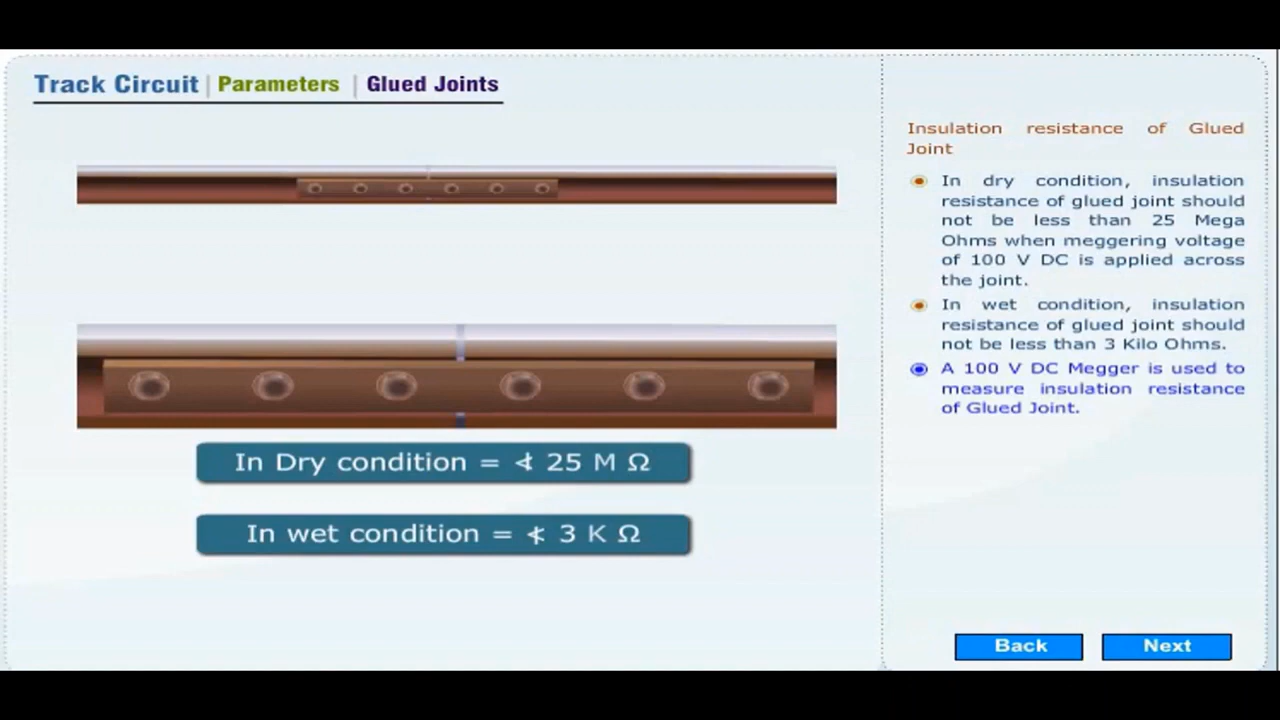 Track Circuit | Parameters | Glued Joints
In Dry condition = ≮ 25 M Ω
In wet condition = ≮ 3 K Ω
Insulation resistance of Glued
Joint
In dry condition, insulation
resistance of glued joint should
not be less than 25 Mega
Ohms when meggering voltage
of 100 V DC is applied across
the joint.
In wet condition, insulation
resistance of glued joint should
not be less than 3 Kilo Ohms.
A 100 V DC Megger is used to
measure insulation resistance
of Glued Joint.
Back
Next